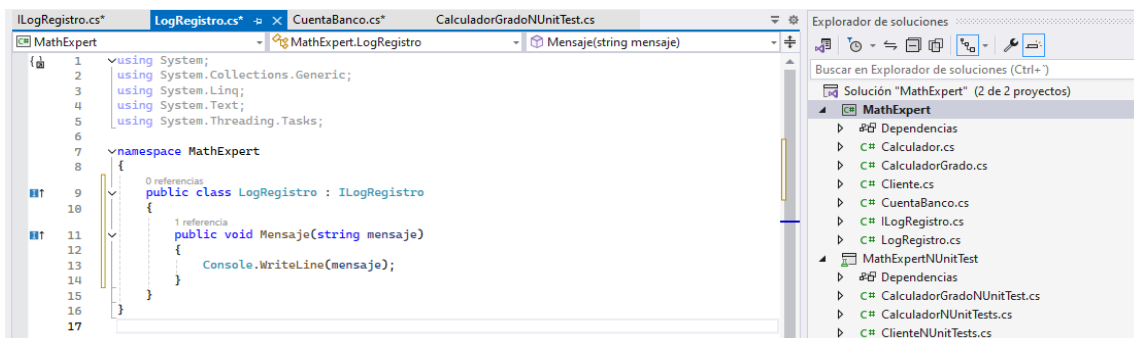 ILogRegistro.cs*
LogRegistro.cs*
CuentaBanco.cs*
CalculadorGradoNUnitTest.cs
MathExpert
MathExpert.LogRegistro
Mensaje(string mensaje)
1 using System;
2 using System.Collections.Generic;
3 using System.Linq;
4 using System.Text;
5 using System.Threading.Tasks;
6
7 namespace MathExpert
8 {
0 referencias
9 public class LogRegistro : ILogRegistro
10 {
1 referencia
11 public void Mensaje(string mensaje)
12 {
13 Console.WriteLine(mensaje);
14 }
15 }
16 }
17
Explorador de soluciones
Buscar en Explorador de soluciones (Ctrl+`)
Solución "MathExpert" (2 de 2 proyectos)
C# MathExpert
Dependencias
C# Calculador.cs
C# CalculadorGrado.cs
C# Cliente.cs
C# CuentaBanco.cs
C# ILogRegistro.cs
C# LogRegistro.cs
MathExpertNUnitTest
Dependencias
C# CalculadorGradoNUnitTest.cs
C# CalculadorNUnitTests.cs
C# ClienteNUnitTests.cs